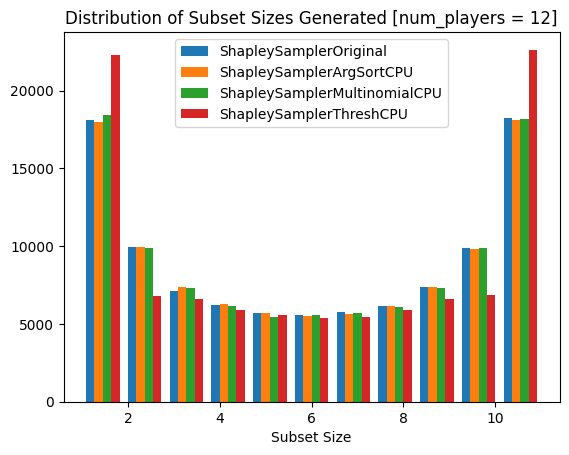 Distribution of Subset Sizes Generated [num_players = 12]
ShapleySamplerOriginal
ShapleySamplerArgSortCPU
ShapleySamplerMultinomialCPU
ShapleySamplerThreshCPU
20000
15000
10000
5000
0
2 4 6 8 10
Subset Size